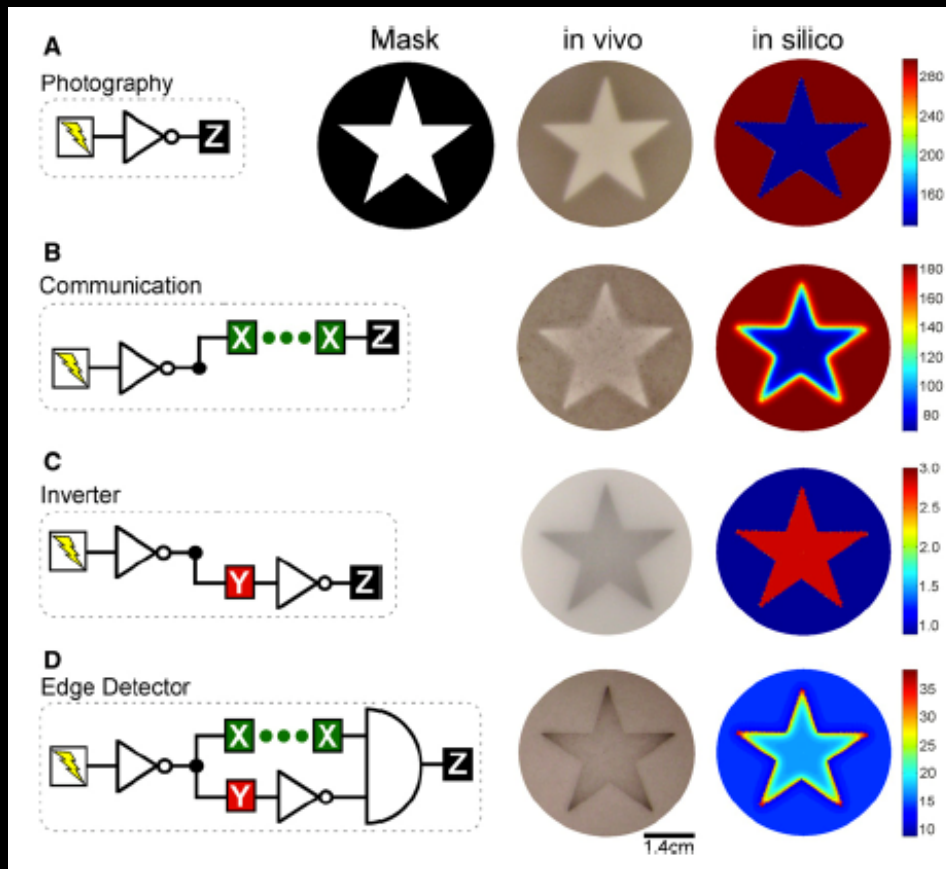 A Mask in vivo in silico
Photography
Z
280
240
200
160
B
Communication
X X Z
180
160
140
120
100
80
C
Inverter
Y Z
3.0
2.5
2.0
1.5
1.0
D
Edge Detector
X X
Y
Z
35
30
25
20
15
10
1.4cm